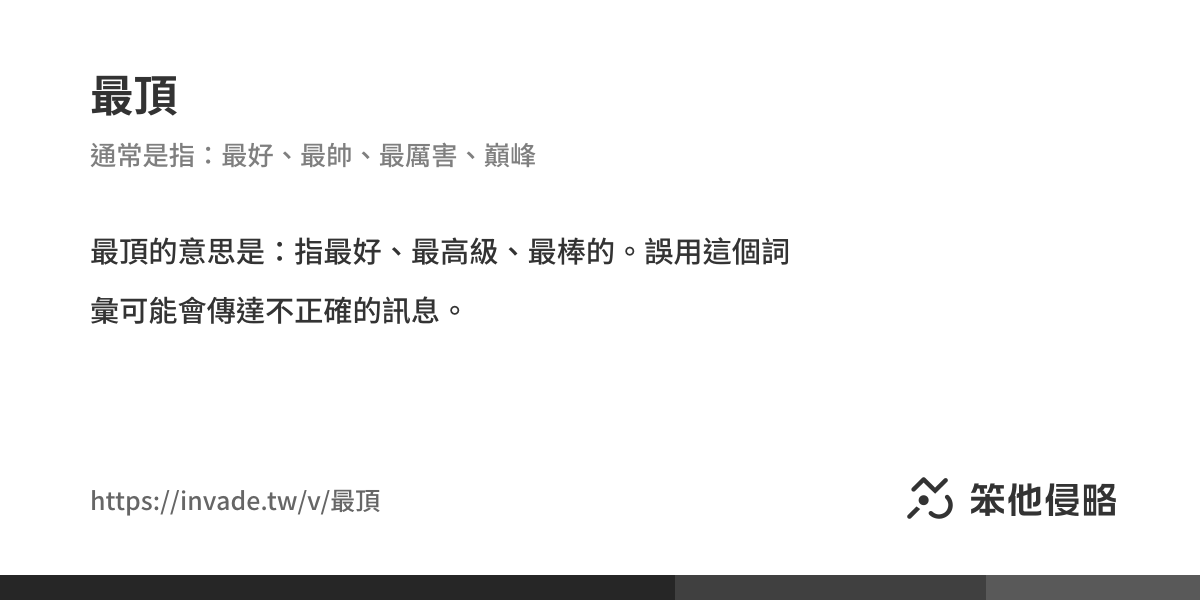 最頂
通常是指：最好、最帥、最厲害、巔峰
最頂的意思是：指最好、最高級、最棒的。誤用這個詞
彙可能會傳達不正確的訊息。
https://invade.tw/v/最頂
笨他侵略